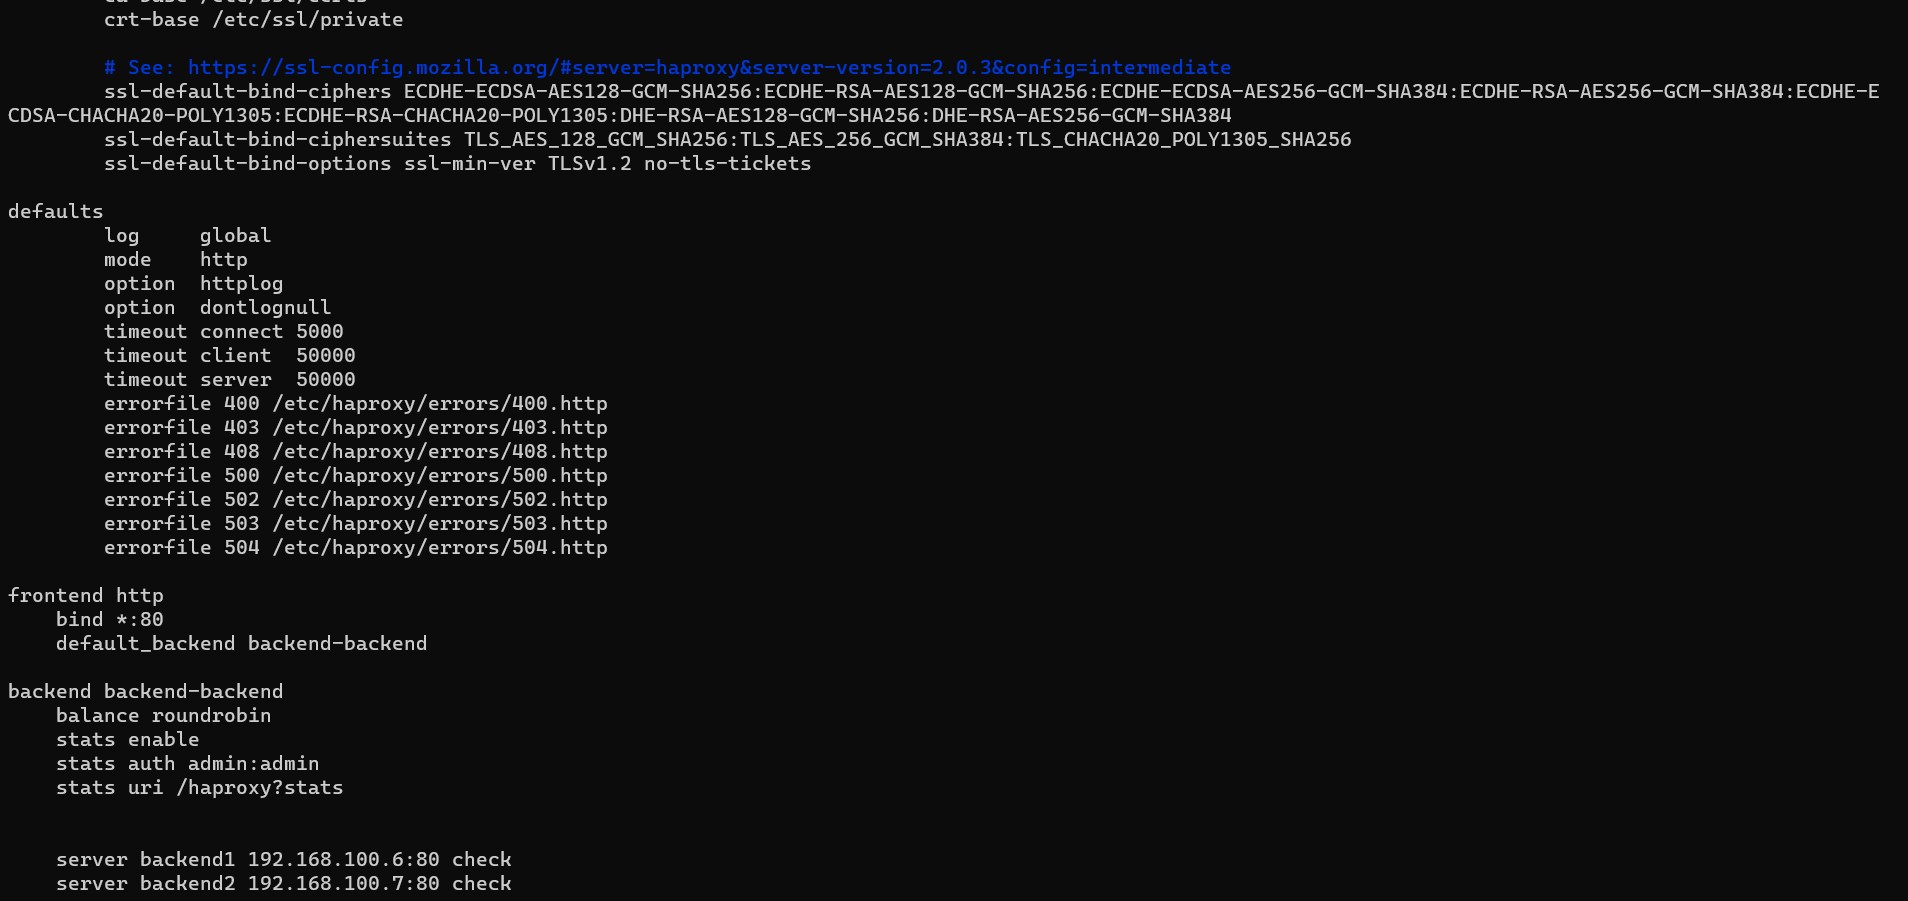 ca-base /etc/ssl/certs
crt-base /etc/ssl/private
# See: https://ssl-config.mozilla.org/#server=haproxy&server-version=2.0.3&config=intermediate
ssl-default-bind-ciphers ECDHE-ECDSA-AES128-GCM-SHA256:ECDHE-RSA-AES128-GCM-SHA256:ECDHE-ECDSA-AES256-GCM-SHA384:ECDHE-RSA-AES256-GCM-SHA384:ECDHE-E
CDSA-CHACHA20-POLY1305:ECDHE-RSA-CHACHA20-POLY1305:DHE-RSA-AES128-GCM-SHA256:DHE-RSA-AES256-GCM-SHA384
ssl-default-bind-ciphersuites TLS_AES_128_GCM_SHA256:TLS_AES_256_GCM_SHA384:TLS_CHACHA20_POLY1305_SHA256
ssl-default-bind-options ssl-min-ver TLSv1.2 no-tls-tickets
defaults
log     global
mode    http
option  httplog
option  dontlognull
timeout connect 5000
timeout client  50000
timeout server  50000
errorfile 400 /etc/haproxy/errors/400.http
errorfile 403 /etc/haproxy/errors/403.http
errorfile 408 /etc/haproxy/errors/408.http
errorfile 500 /etc/haproxy/errors/500.http
errorfile 502 /etc/haproxy/errors/502.http
errorfile 503 /etc/haproxy/errors/503.http
errorfile 504 /etc/haproxy/errors/504.http
frontend http
bind *:80
default_backend backend-backend
backend backend-backend
balance roundrobin
stats enable
stats auth admin:admin
stats uri /haproxy?stats
server backend1 192.168.100.6:80 check
server backend2 192.168.100.7:80 check